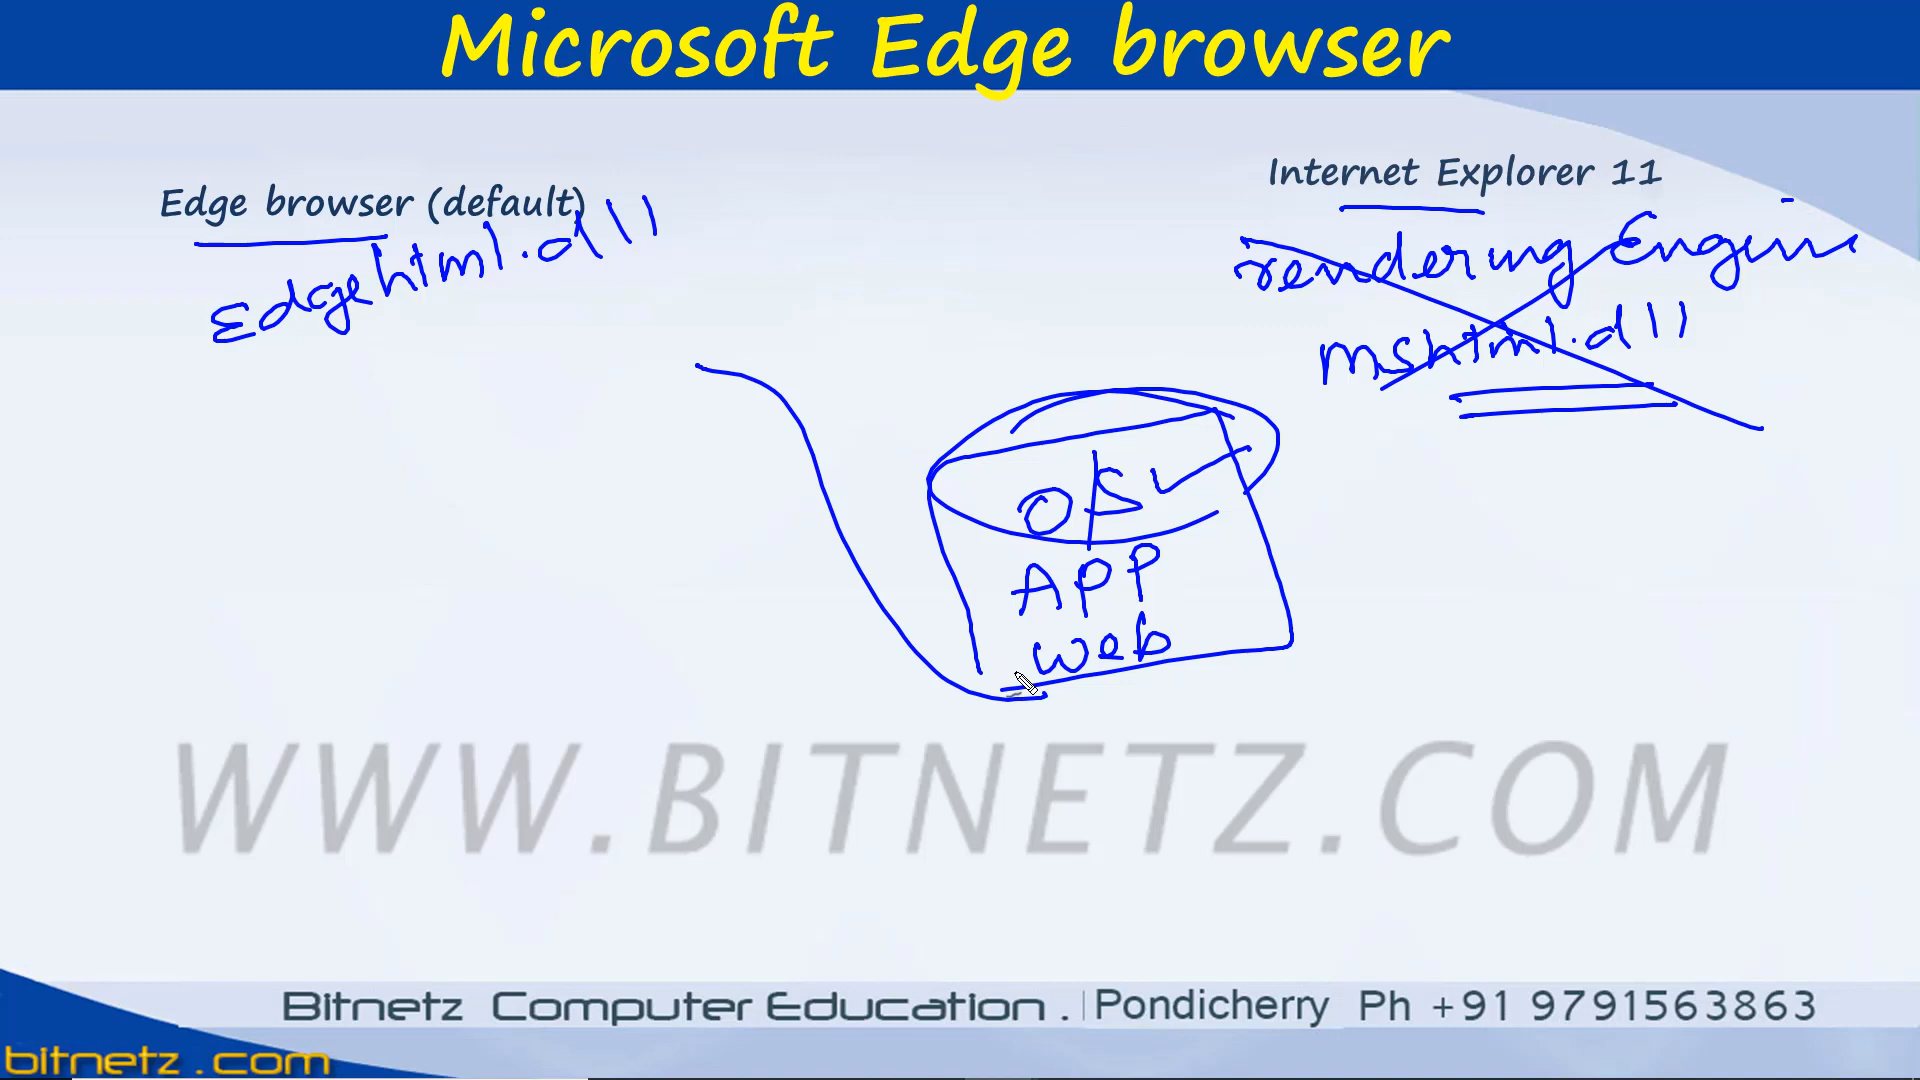 Microsoft Edge browser
Edge browser (default)
Edgehtml.dll
Internet Explorer 11
rendering Engine
mshtml.dll
OS
APP
Web
WWW.BITNETZ.COM
Bitnetz Computer Education . | Pondicherry Ph +91 9791563863
bitnetz .com